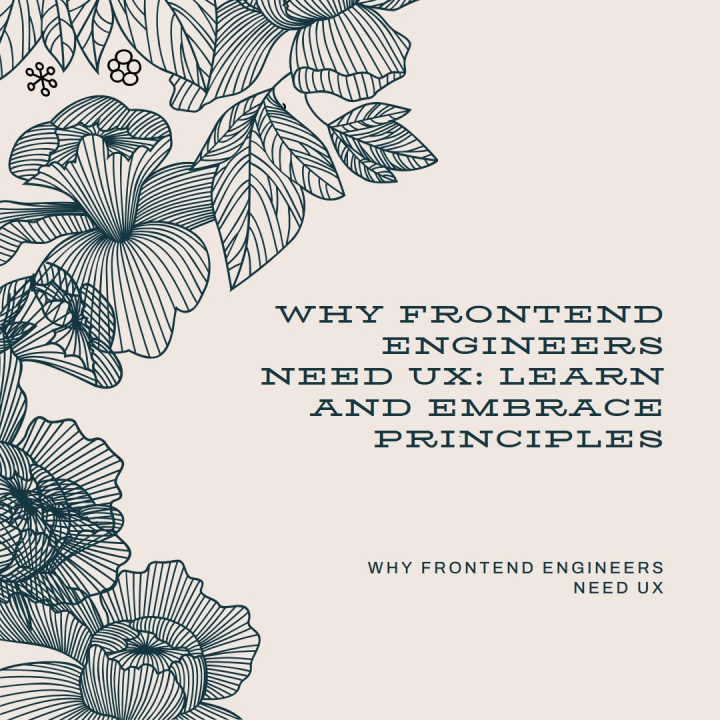 WHY FRONTEND
ENGINEERS
NEED UX: LEARN
AND EMBRACE
PRINCIPLES
WHY FRONTEND ENGINEERS
NEED UX